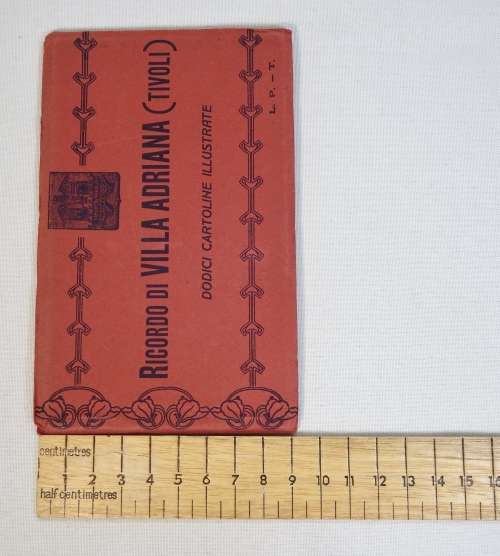 RICORDO DI VILLA ADRIANA (TIVOLI)
DODICI CARTOLINE ILLUSTRATE
L. P. - T.
centimetres
1 2 3 4 5 6 7 8 9 10 11 12 13 14 15 16
half centimetres